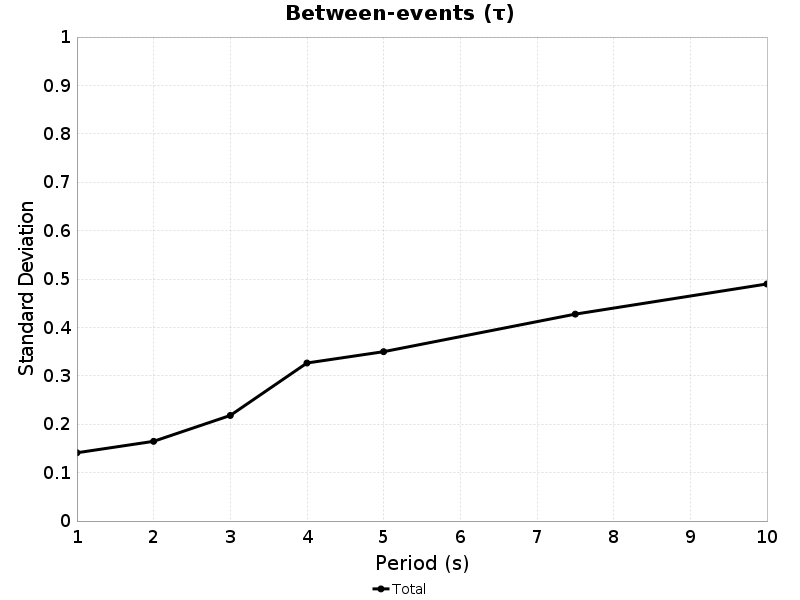 Between-events (τ)
1
0.9
0.8
0.7
0.6
0.5
0.4
0.3
0.2
0.1
0
Standard Deviation
1 2 3 4 5 6 7 8 9 10
Period (s)
Total